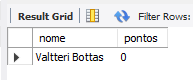 Result Grid Filter Rows:
nome pontos
Valtteri Bottas 0